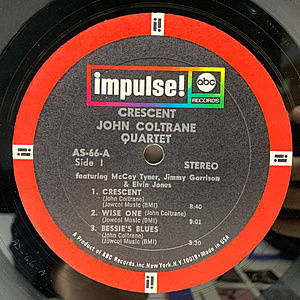 impulse!
abc
RECORDS
CRESCENT
JOHN COLTRANE
QUARTET
AS-66-A
Side 1
STEREO
featuring McCoy Tyner, Jimmy Garrison
& Elvin Jones
1. CRESCENT
(John Coltrane)
Jowcol Music (BMI) 8:40
2. WISE ONE (John Coltrane)
Jowcol Music (BMI) 9:01
3. BESSIE'S BLUES
(John Coltrane)
Jowcol Music (BMI) 3:30
A Product of ABC Records, Inc. New York, N.Y. 10019 • Made in USA